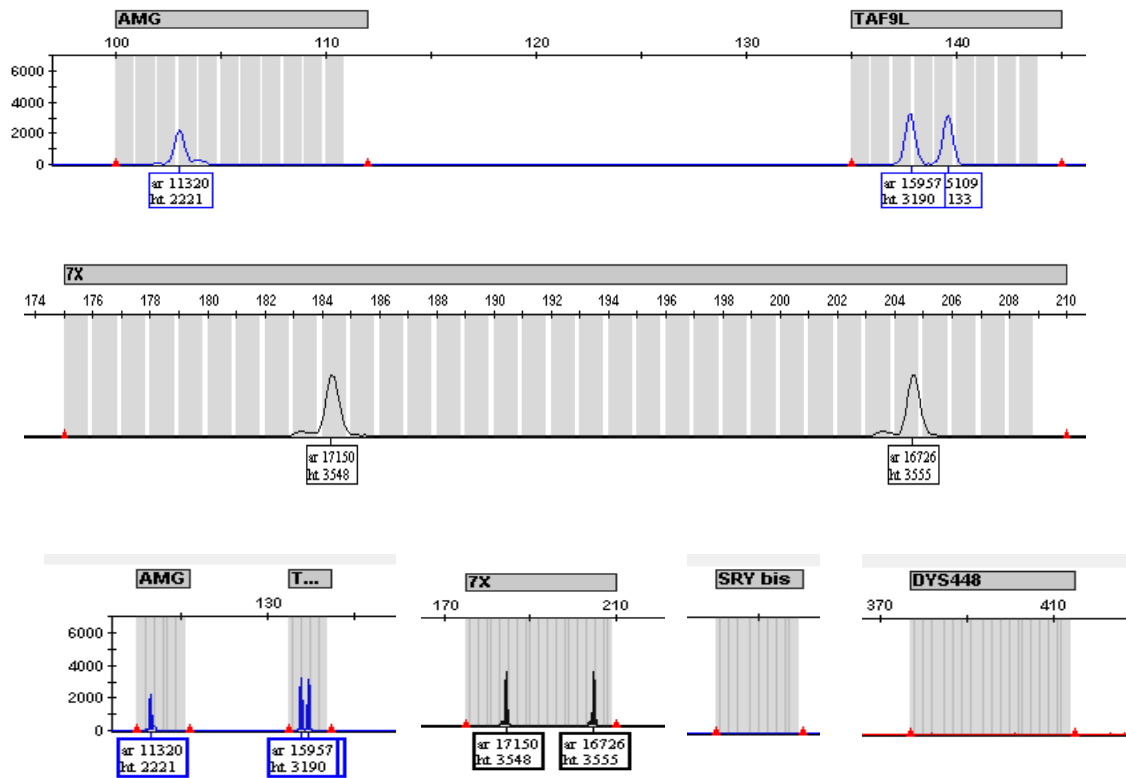 AMG TAF9L
100 110 120 130 140
6000
4000
2000
0
ar 11320 ar 15957 5109
ht 2221 ht 3190 133
7X
174 176 178 180 182 184 186 188 190 192 194 196 198 200 202 204 206 208 210
ar 17150 ar 16726
ht 3548 ht 3555
AMG T... 7X SRY bis DYS448
130 170 210 370 410
6000
4000
2000
0
ar 11320 ar 15957 ar 17150 ar 16726
ht 2221 ht 3190 ht 3548 ht 3555